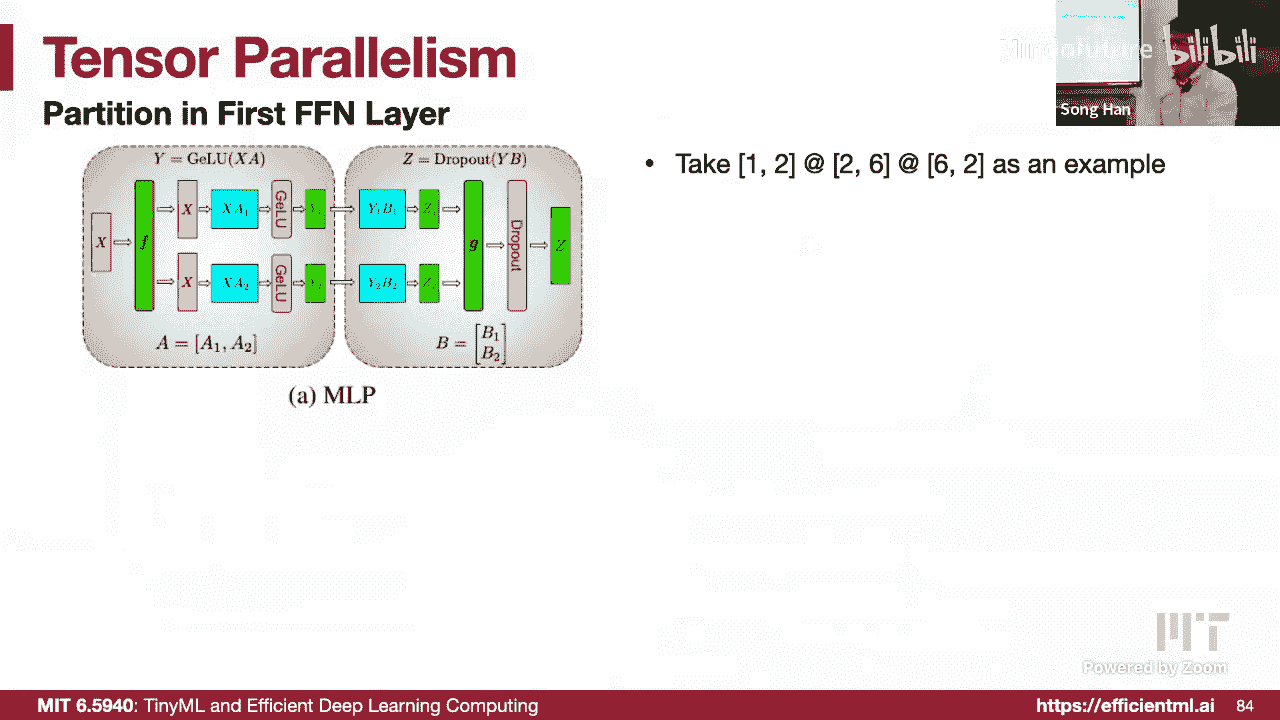 Tensor Parallelism
Partition in First FFN Layer
bilibili
Song Han
• Take [1, 2] @ [2, 6] @ [6, 2] as an example
Y = GeLU(XA)
Z = Dropout(YB)
X
f
X
XA₁
GeLU
Y₁
Y₁B₁
Z₁
X
XA₂
GeLU
Y₂
Y₂B₂
Z₂
g
Dropout
Z
A = [A₁, A₂]
B = [B₁
B₂]
(a) MLP
MIT
Powered by Zoom
MIT 6.5940: TinyML and Efficient Deep Learning Computing
https://efficientml.ai
84